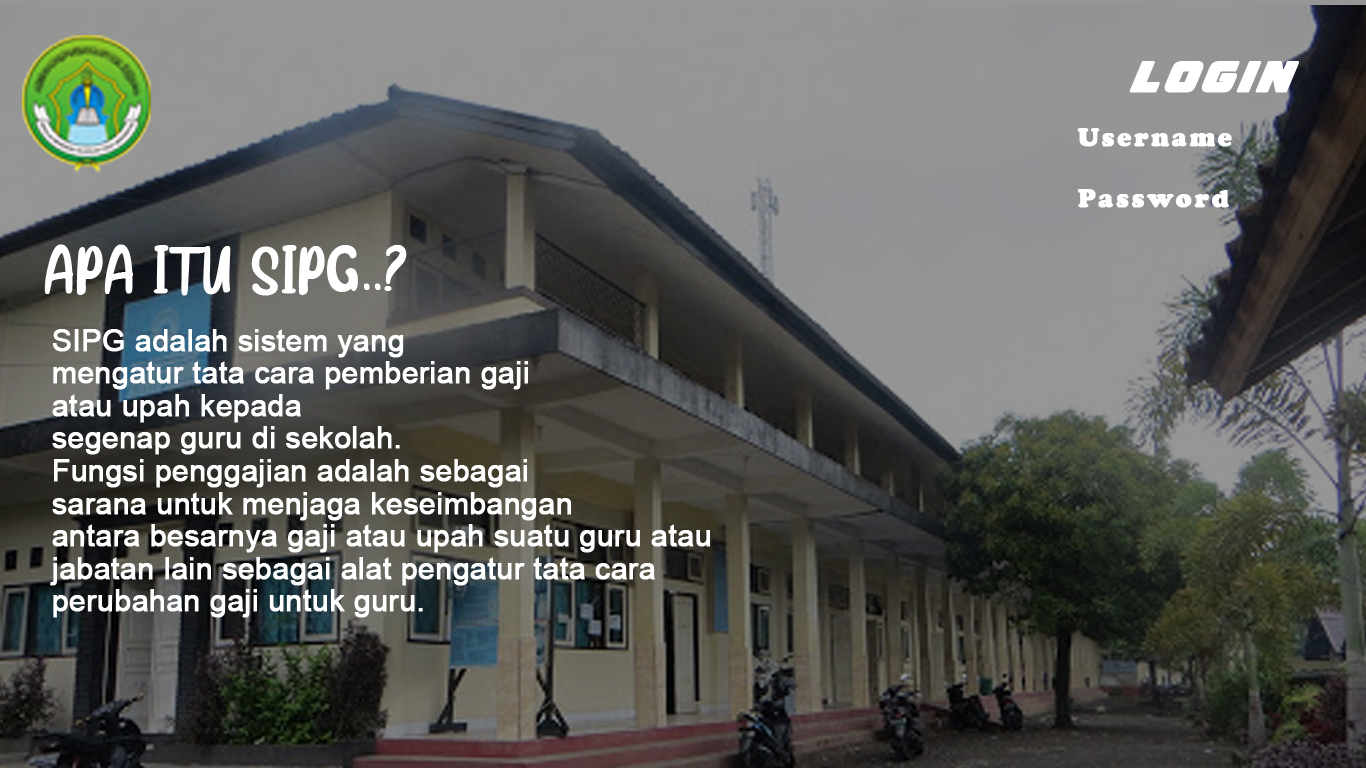 LOGIN
Username
Password
APA ITU SIPG..?
SIPG adalah sistem yang
mengatur tata cara pemberian gaji
atau upah kepada
segenap guru di sekolah.
Fungsi penggajian adalah sebagai
sarana untuk menjaga keseimbangan
antara besarnya gaji atau upah suatu guru atau
jabatan lain sebagai alat pengatur tata cara
perubahan gaji untuk guru.